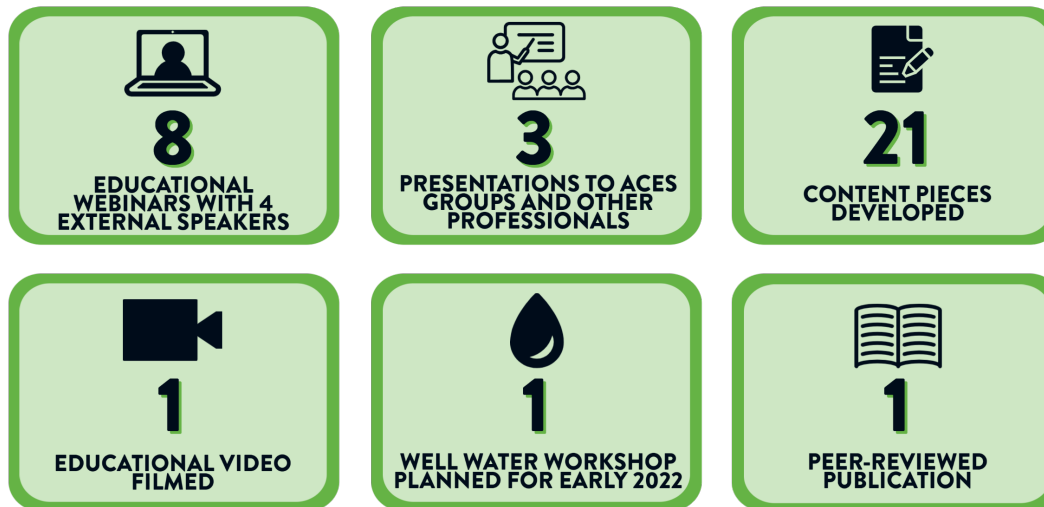 8
EDUCATIONAL
WEBINARS WITH 4
EXTERNAL SPEAKERS
3
PRESENTATIONS TO ACES
GROUPS AND OTHER
PROFESSIONALS
21
CONTENT PIECES
DEVELOPED
1
EDUCATIONAL VIDEO
FILMED
1
WELL WATER WORKSHOP
PLANNED FOR EARLY 2022
1
PEER-REVIEWED
PUBLICATION